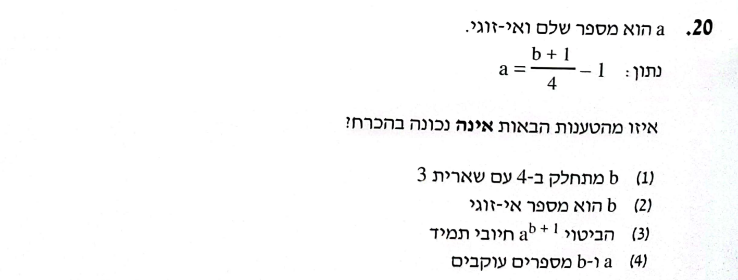 20. a הוא מספר שלם ואי-זוגי.
נתון: a = (b + 1)/4 − 1
איזו מהטענות הבאות אינה נכונה בהכרח?
(1) b מתחלק ב-4 עם שארית 3
(2) b הוא מספר אי-זוגי
(3) הביטוי a^(b + 1) חיובי תמיד
(4) a ו-b מספרים עוקבים